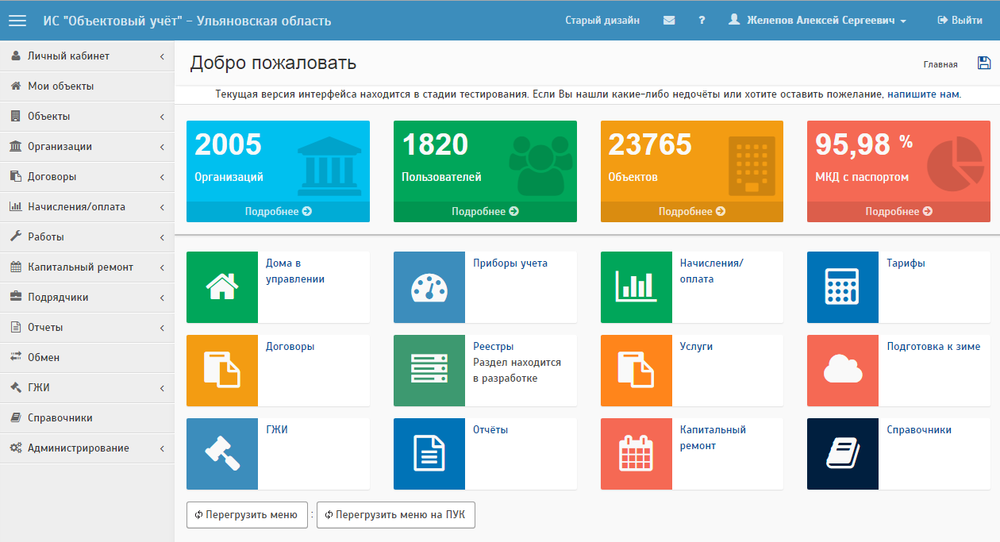 ИС "Объектовый учёт" - Ульяновская область
Старый дизайн
?
Желепов Алексей Сергеевич
Выйти
Личный кабинет
Мои объекты
Объекты
Организации
Договоры
Начисления/оплата
Работы
Капитальный ремонт
Подрядчики
Отчеты
Обмен
ГЖИ
Справочники
Администрирование
Добро пожаловать
Главная
Текущая версия интерфейса находится в стадии тестирования. Если Вы нашли какие-либо недочёты или хотите оставить пожелание, напишите нам.
2005
Организаций
Подробнее
1820
Пользователей
Подробнее
23765
Объектов
Подробнее
95,98 %
МКД с паспортом
Подробнее
Дома в
управлении
Приборы учета
Начисления/
оплата
Тарифы
Договоры
Реестры
Раздел находится
в разработке
Услуги
Подготовка к зиме
ГЖИ
Отчёты
Капитальный
ремонт
Справочники
Перегрузить меню : Перегрузить меню на ПУК